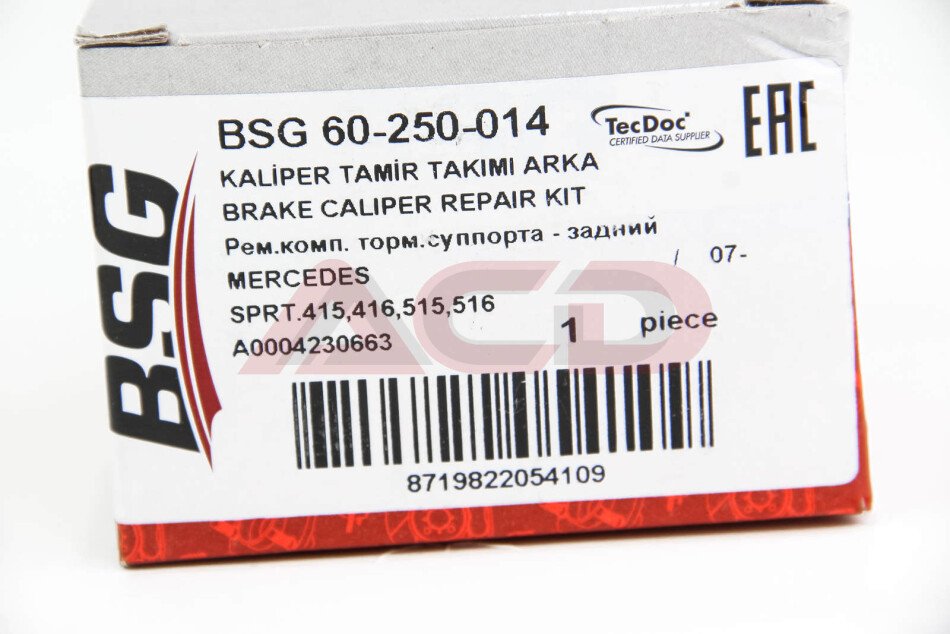 BSG
BSG 60-250-014
TecDoc
CERTIFIED DATA SUPPLIER
EAC
KALİPER TAMİR TAKIMI ARKA
BRAKE CALIPER REPAIR KIT
Рем.комп. торм.суппорта - задний
MERCEDES / 07-
SPRT.415,416,515,516
A0004230663 1 piece
ACD
8719822054109